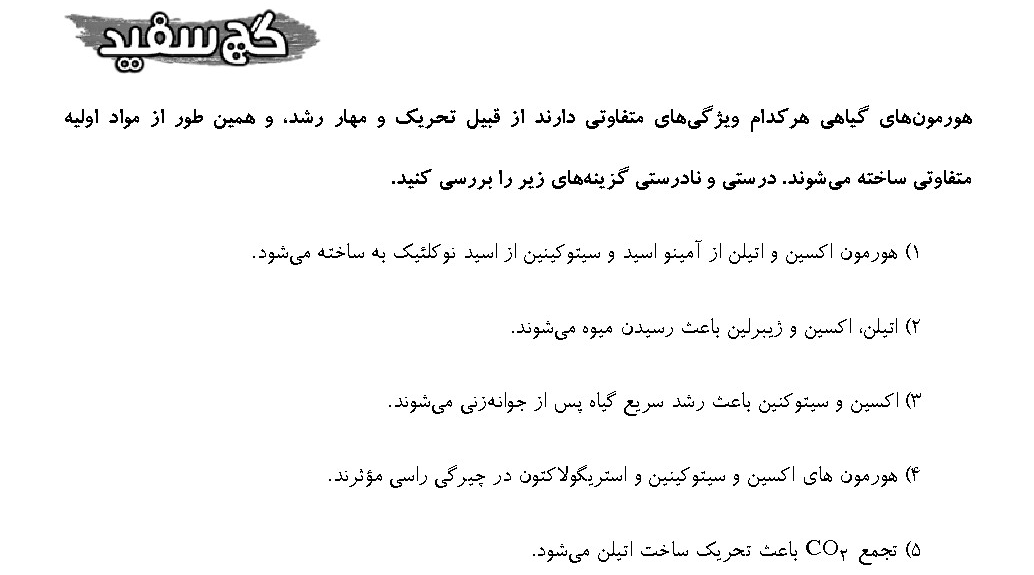 گچ سفید
هورمون‌های گیاهی هرکدام ویژگی‌های متفاوتی دارند از قبیل تحریک و مهار رشد، و همین طور از مواد اولیه
متفاوتی ساخته می‌شوند. درستی و نادرستی گزینه‌های زیر را بررسی کنید.
۱) هورمون اکسین و اتیلن از آمینو اسید و سیتوکینین از اسید نوکلئیک به ساخته می‌شود.
۲) اتیلن، اکسین و ژیبرلین باعث رسیدن میوه می‌شوند.
۳) اکسین و سیتوکنین باعث رشد سریع گیاه پس از جوانه‌زنی می‌شوند.
۴) هورمون های اکسین و سیتوکینین و استریگولاکتون در چیرگی راسی مؤثرند.
۵) تجمع CO₂ باعث تحریک ساخت اتیلن می‌شود.